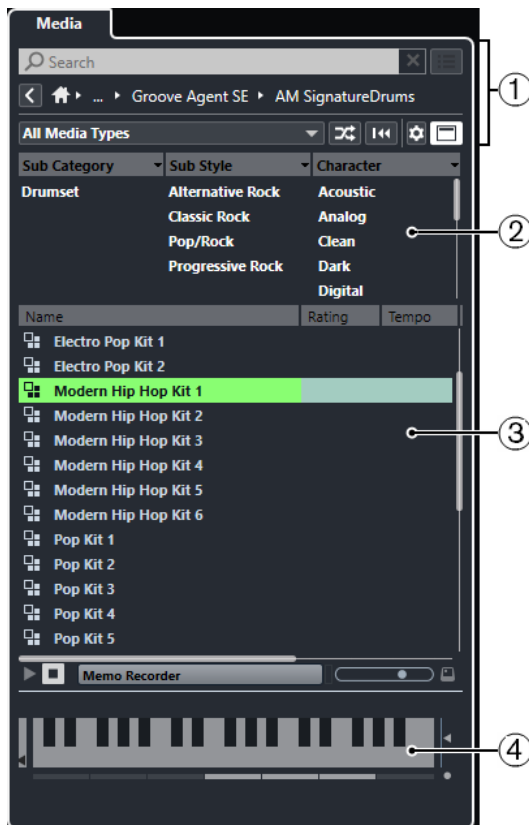 Media
Search
... Groove Agent SE AM SignatureDrums
1
All Media Types
Sub Category Sub Style Character
Drumset Alternative Rock Acoustic
Classic Rock Analog
Pop/Rock Clean
2
Progressive Rock Dark
Digital
Name Rating Tempo
Electro Pop Kit 1
Electro Pop Kit 2
Modern Hip Hop Kit 1
Modern Hip Hop Kit 2
Modern Hip Hop Kit 3
3
Modern Hip Hop Kit 4
Modern Hip Hop Kit 5
Modern Hip Hop Kit 6
Pop Kit 1
Pop Kit 2
Pop Kit 3
Pop Kit 4
Pop Kit 5
Memo Recorder
4